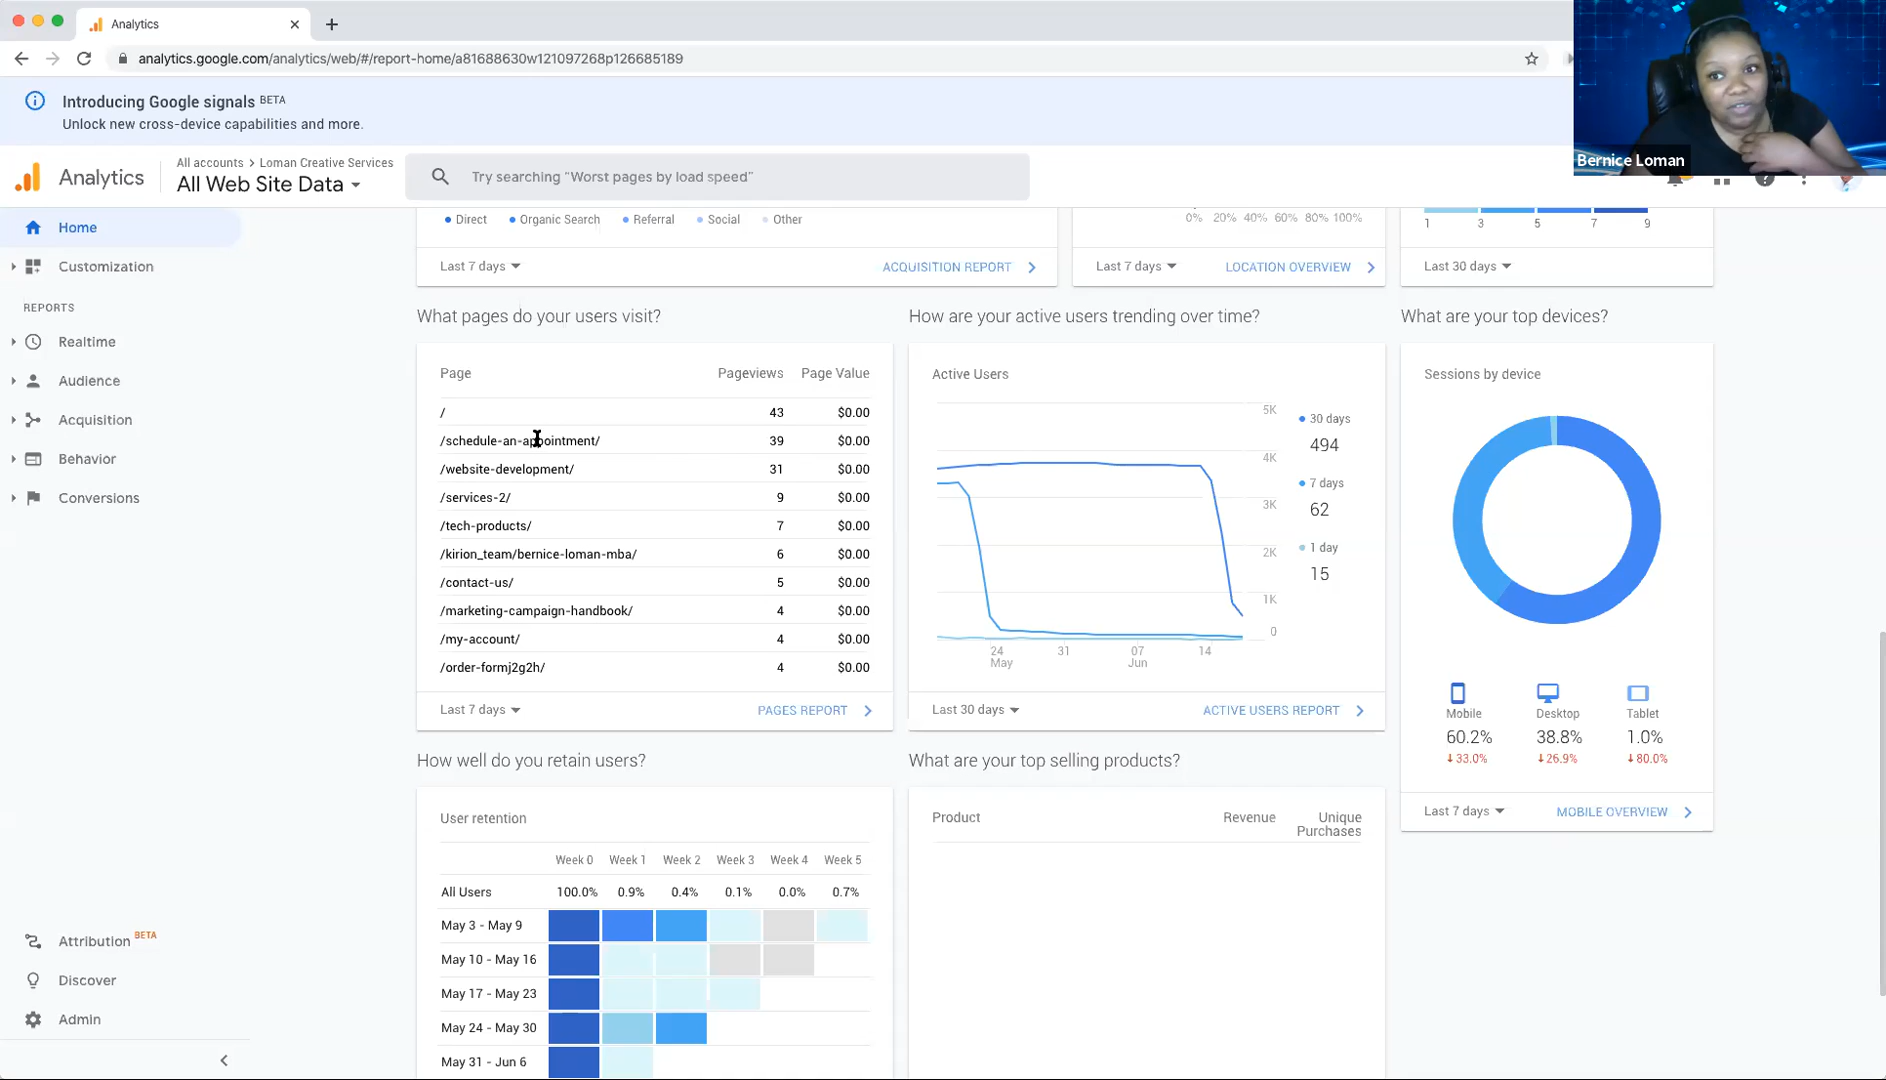 Analytics
analytics.google.com/analytics/web/#/report-home/a81688630w121097268p126685189
Introducing Google signals BETA
Unlock new cross-device capabilities and more.
Bernice Loman
Analytics
All accounts > Loman Creative Services
All Web Site Data
Try searching "Worst pages by load speed"
Home
Customization
REPORTS
Realtime
Audience
Acquisition
Behavior
Conversions
Attribution BETA
Discover
Admin
Direct Organic Search Referral Social Other
Last 7 days ACQUISITION REPORT
0% 20% 40% 60% 80% 100%
Last 7 days LOCATION OVERVIEW
1 3 5 7 9
Last 30 days
What pages do your users visit?
Page Pageviews Page Value
/ 43 $0.00
/schedule-an-appointment/ 39 $0.00
/website-development/ 31 $0.00
/services-2/ 9 $0.00
/tech-products/ 7 $0.00
/kirion_team/bernice-loman-mba/ 6 $0.00
/contact-us/ 5 $0.00
/marketing-campaign-handbook/ 4 $0.00
/my-account/ 4 $0.00
/order-formj2g2h/ 4 $0.00
Last 7 days PAGES REPORT
How are your active users trending over time?
Active Users
5K
4K
3K
2K
1K
0
24 31 07 14
May Jun
30 days
494
7 days
62
1 day
15
Last 30 days ACTIVE USERS REPORT
What are your top devices?
Sessions by device
Mobile Desktop Tablet
60.2% 38.8% 1.0%
↓33.0% ↓26.9% ↓80.0%
Last 7 days MOBILE OVERVIEW
How well do you retain users?
User retention
Week 0 Week 1 Week 2 Week 3 Week 4 Week 5
All Users 100.0% 0.9% 0.4% 0.1% 0.0% 0.7%
May 3 - May 9
May 10 - May 16
May 17 - May 23
May 24 - May 30
May 31 - Jun 6
What are your top selling products?
Product Revenue Unique
Purchases